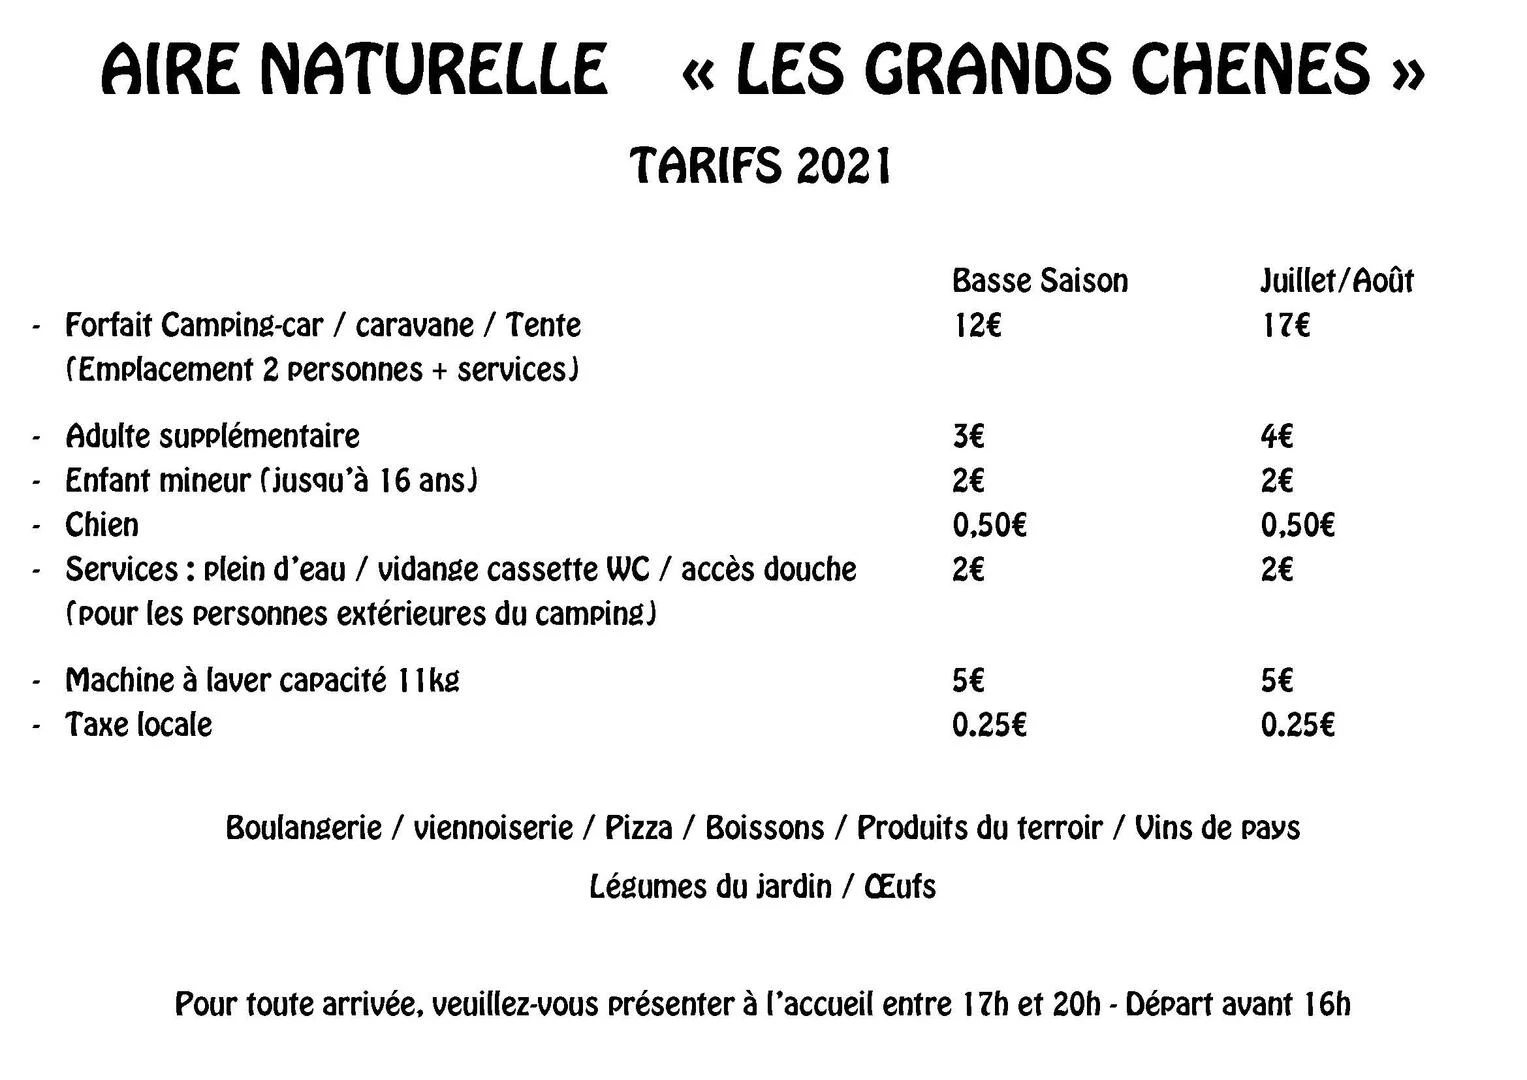 AIRE NATURELLE « LES GRANDS CHENES »
TARIFS 2021
Basse Saison Juillet/Août
- Forfait Camping-car / caravane / Tente 12€ 17€
(Emplacement 2 personnes + services)
- Adulte supplémentaire 3€ 4€
- Enfant mineur (jusqu'à 16 ans) 2€ 2€
- Chien 0,50€ 0,50€
- Services : plein d'eau / vidange cassette WC / accès douche 2€ 2€
(pour les personnes extérieures du camping)
- Machine à laver capacité 11kg 5€ 5€
- Taxe locale 0.25€ 0.25€
Boulangerie / viennoiserie / Pizza / Boissons / Produits du terroir / Vins de pays
Légumes du jardin / Œufs
Pour toute arrivée, veuillez-vous présenter à l'accueil entre 17h et 20h - Départ avant 16h